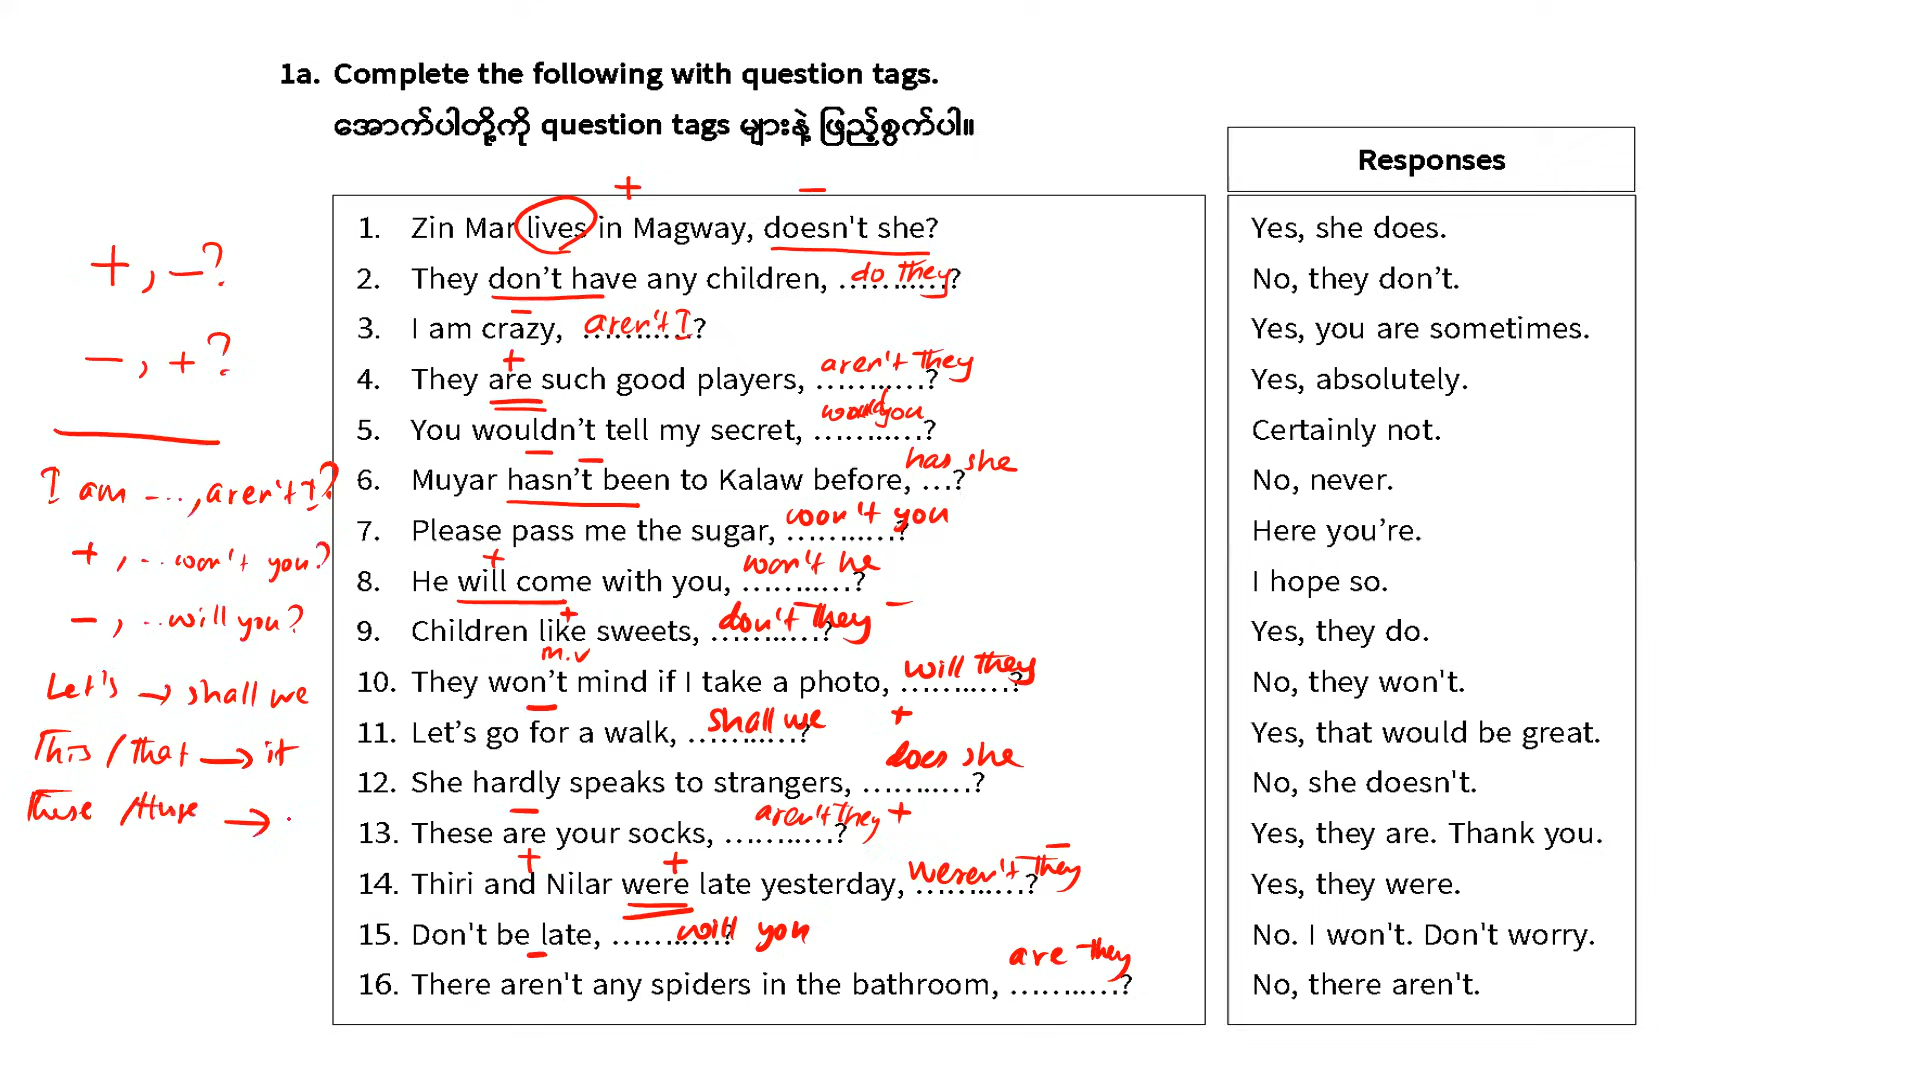 1a. Complete the following with question tags.
အောက်ပါတို့ကို question tags များနဲ့ ဖြည့်စွက်ပါ။
Responses
+ −
1. Zin Mar lives in Magway, doesn't she? Yes, she does.
2. They don't have any children, ............? do they No, they don't.
3. I am crazy, ............? aren't I Yes, you are sometimes.
4. They are such good players, ............? aren't they Yes, absolutely.
5. You wouldn't tell my secret, ............? would you Certainly not.
6. Muyar hasn't been to Kalaw before, ...? has she No, never.
7. Please pass me the sugar, ............? won't you Here you're.
8. He will come with you, ............? won't he I hope so.
9. Children like sweets, ............? don't they Yes, they do.
m.v
10. They won't mind if I take a photo, ............? will they No, they won't.
11. Let's go for a walk, ............? shall we Yes, that would be great.
12. She hardly speaks to strangers, ............? does she No, she doesn't.
13. These are your socks, ............? aren't they Yes, they are. Thank you.
14. Thiri and Nilar were late yesterday, ............? weren't they Yes, they were.
15. Don't be late, ............? will you No. I won't. Don't worry.
16. There aren't any spiders in the bathroom, ............? are they No, there aren't.
+ , − ?
− , + ?
I am ..., aren't I?
+ , .. won't you?
− , .. will you?
Let's → shall we
This / that → it
These / those →